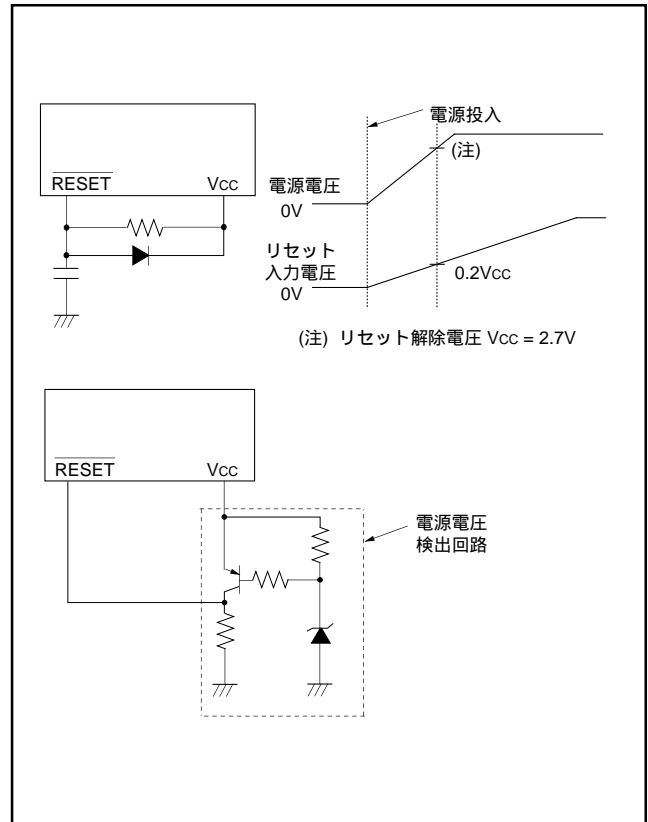 RESET Vcc
電源投入
(注)
電源電圧
0V
リセット
入力電圧
0V
0.2Vcc
(注) リセット解除電圧 Vcc = 2.7V
RESET Vcc
電源電圧
検出回路